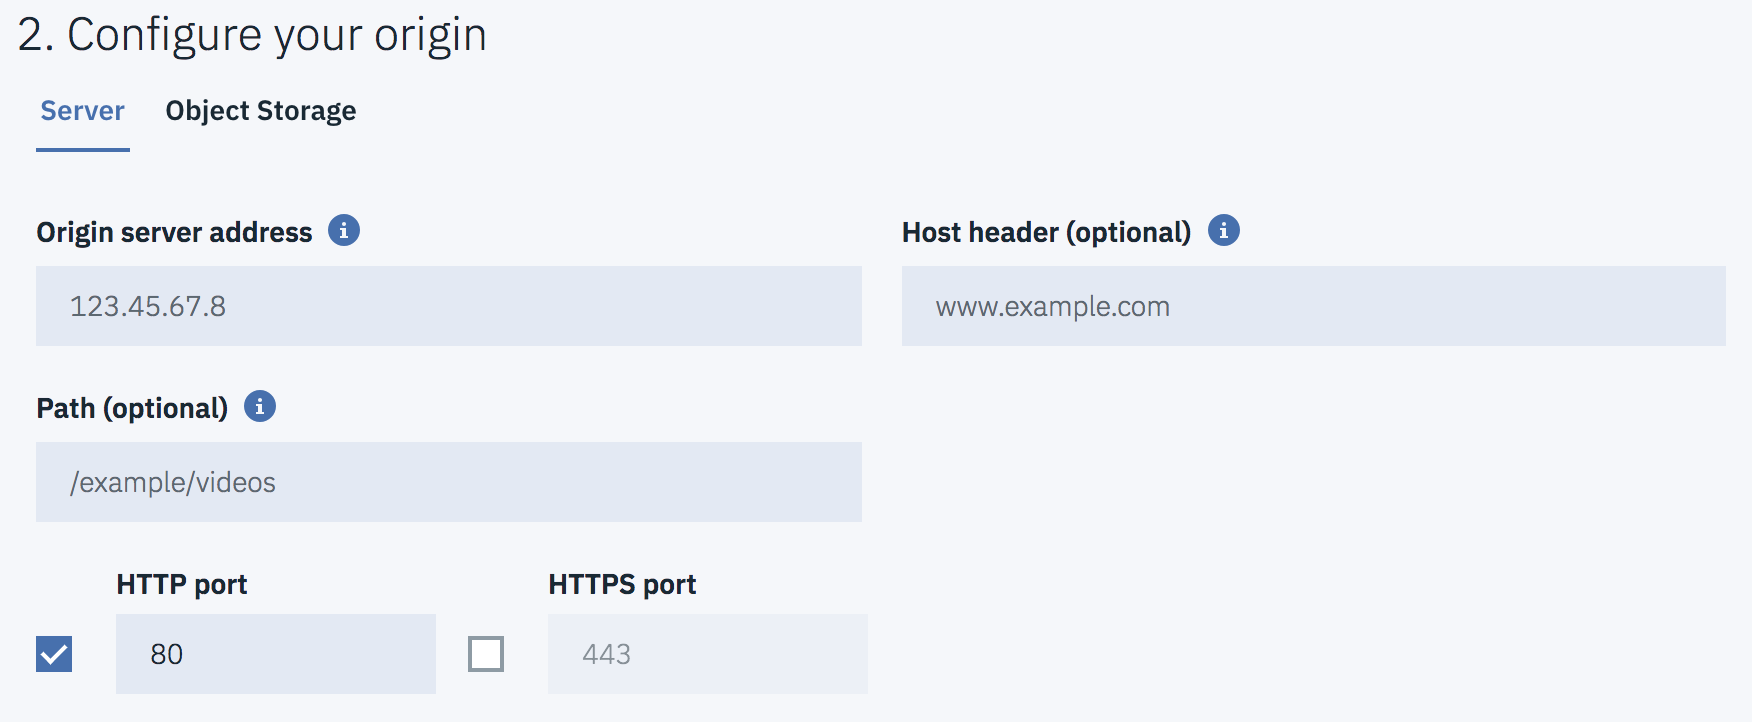 2. Configure your origin
Server Object Storage
Origin server address
Host header (optional)
123.45.67.8
www.example.com
Path (optional)
/example/videos
HTTP port HTTPS port
80 443